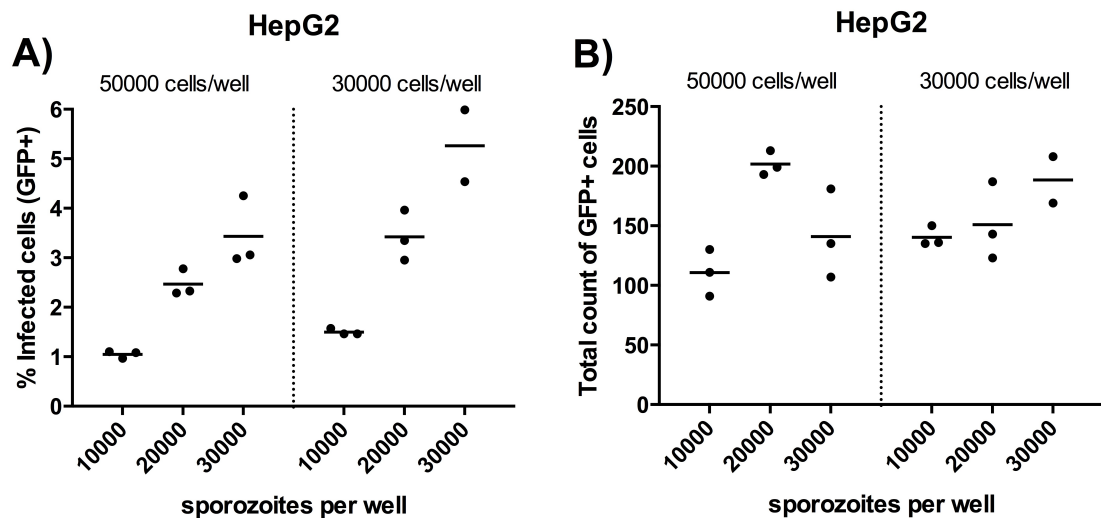 HepG2
A)
50000 cells/well
30000 cells/well
% Infected cells (GFP+)
6
5
4
3
2
1
0
10000
20000
30000
10000
20000
30000
sporozoites per well
HepG2
B)
50000 cells/well
30000 cells/well
Total count of GFP+ cells
250
200
150
100
50
0
10000
20000
30000
10000
20000
30000
sporozoites per well